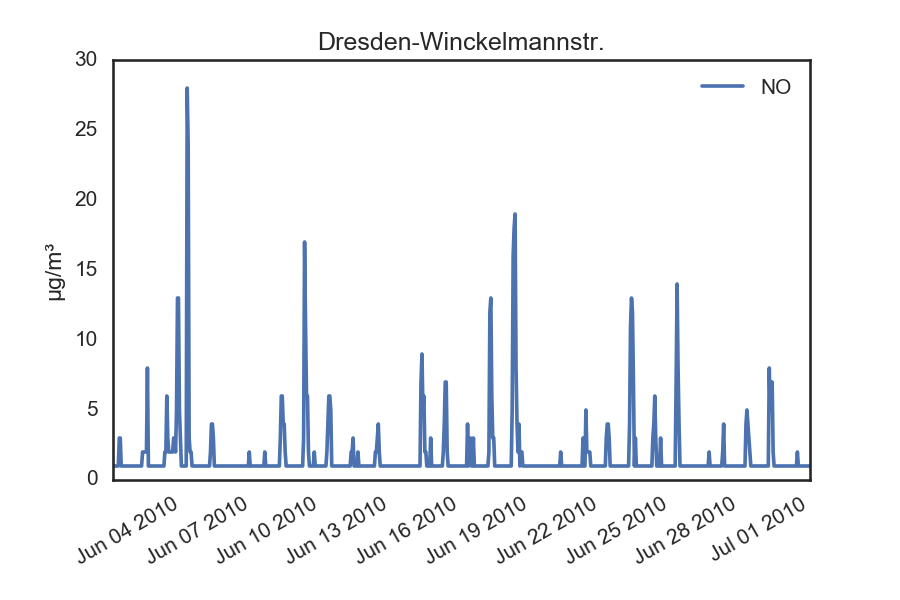 Dresden-Winckelmannstr.
30
25
20
15
10
5
0
µg/m³
NO
Jun 04 2010
Jun 07 2010
Jun 10 2010
Jun 13 2010
Jun 16 2010
Jun 19 2010
Jun 22 2010
Jun 25 2010
Jun 28 2010
Jul 01 2010